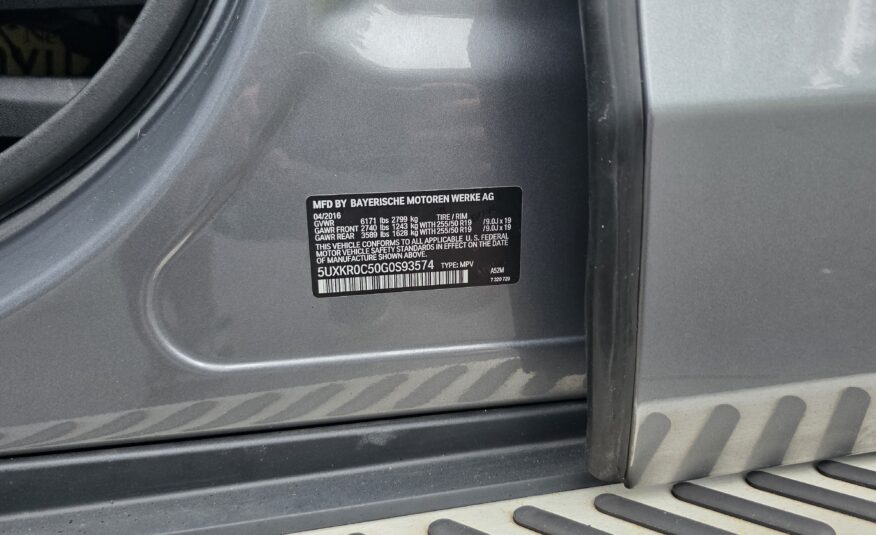 MFD BY BAYERISCHE MOTOREN WERKE AG
04/2016
GVWR 6171 lbs 2799 kg TIRE / RIM
GAWR FRONT 2740 lbs 1243 kg WITH 255/50 R19 /9.0J x 19
GAWR REAR 3589 lbs 1628 kg WITH 255/50 R19 /9.0J x 19
THIS VEHICLE CONFORMS TO ALL APPLICABLE U. S. FEDERAL
MOTOR VEHICLE SAFETY STANDARDS IN EFFECT ON THE DATE
OF MANUFACTURE SHOWN ABOVE.
5UXKR0C50G0S93574 TYPE: MPV A52M
7 320 729